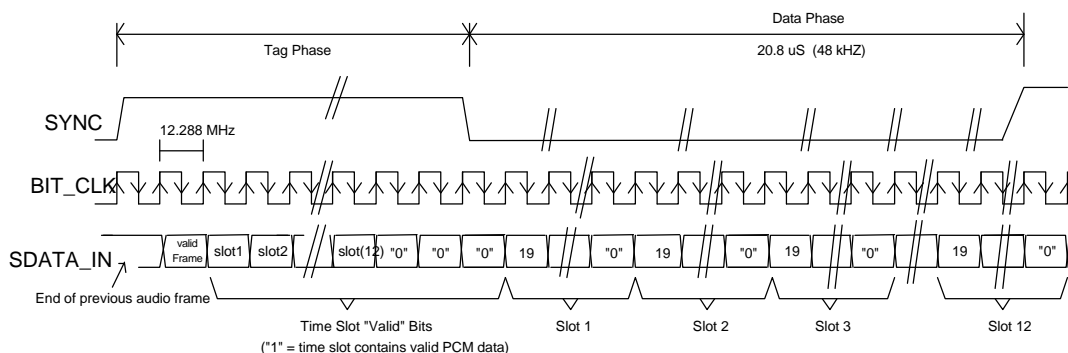 Data Phase
Tag Phase
20.8 uS (48 kHZ)
SYNC
12.288 MHz
BIT_CLK
SDATA_IN
valid
Frame
slot1 slot2 slot(12) "0" "0" "0" 19 "0" 19 "0" 19 "0" 19 "0"
End of previous audio frame
Time Slot "Valid" Bits
("1" = time slot contains valid PCM data)
Slot 1
Slot 2
Slot 3
Slot 12